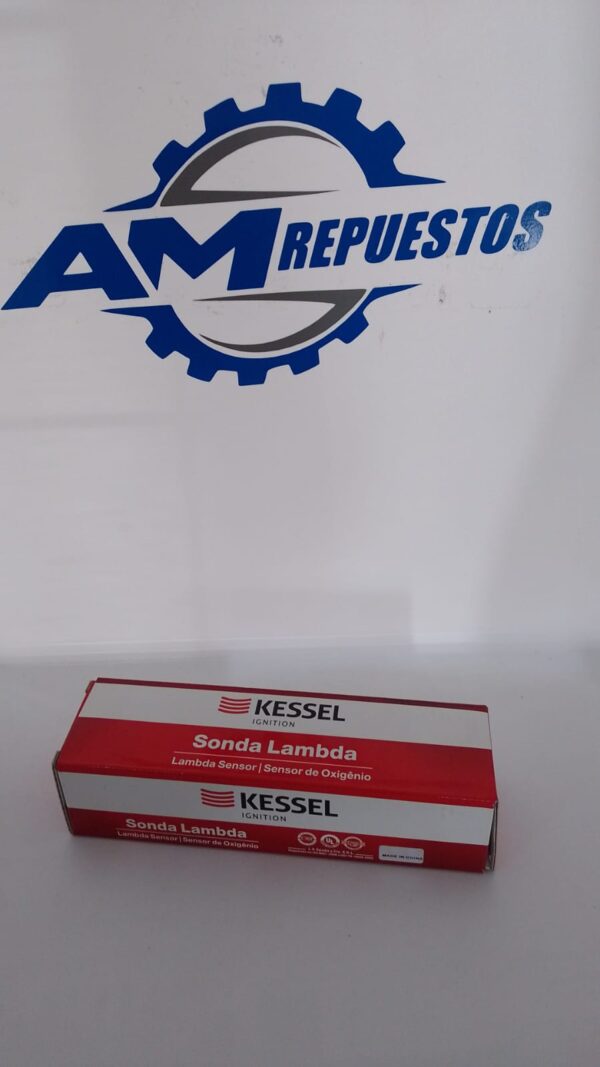 AM REPUESTOS
KESSEL
IGNITION
Sonda Lambda
Lambda Sensor | Sensor de Oxigênio
KESSEL
IGNITION
Sonda Lambda
Lambda Sensor | Sensor de Oxigênio
UL
MADE IN CHINA